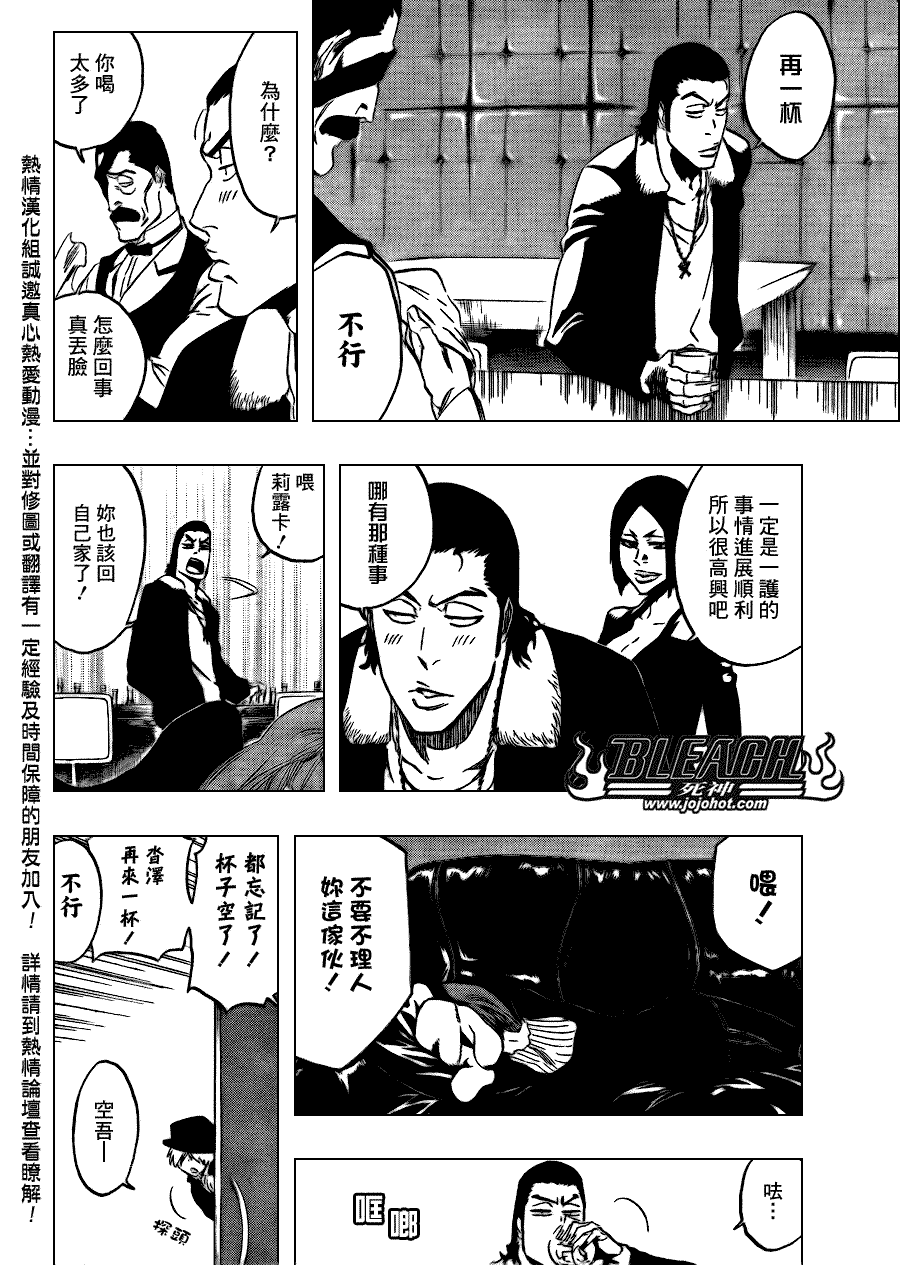 再一杯
不行
為什麼？
你喝
太多了
怎麼回事
真丟臉
一定是一護的
事情進展順利
所以很高興吧
哪有那種事
喂
莉露卡！
妳也該回
自己家了！
BLEACH
死神
www.jojohot.com
喂！
不要不理人
妳這傢伙！
都忘記了！
杯子空了！
沓澤
再來一杯！
不行
空吾—
探頭
呿…
哐啷
熱情漢化組誠邀真心熱愛動漫…並對修圖或翻譯有一定經驗及時間保障的朋友加入！ 詳情請到熱情論壇查看瞭解！